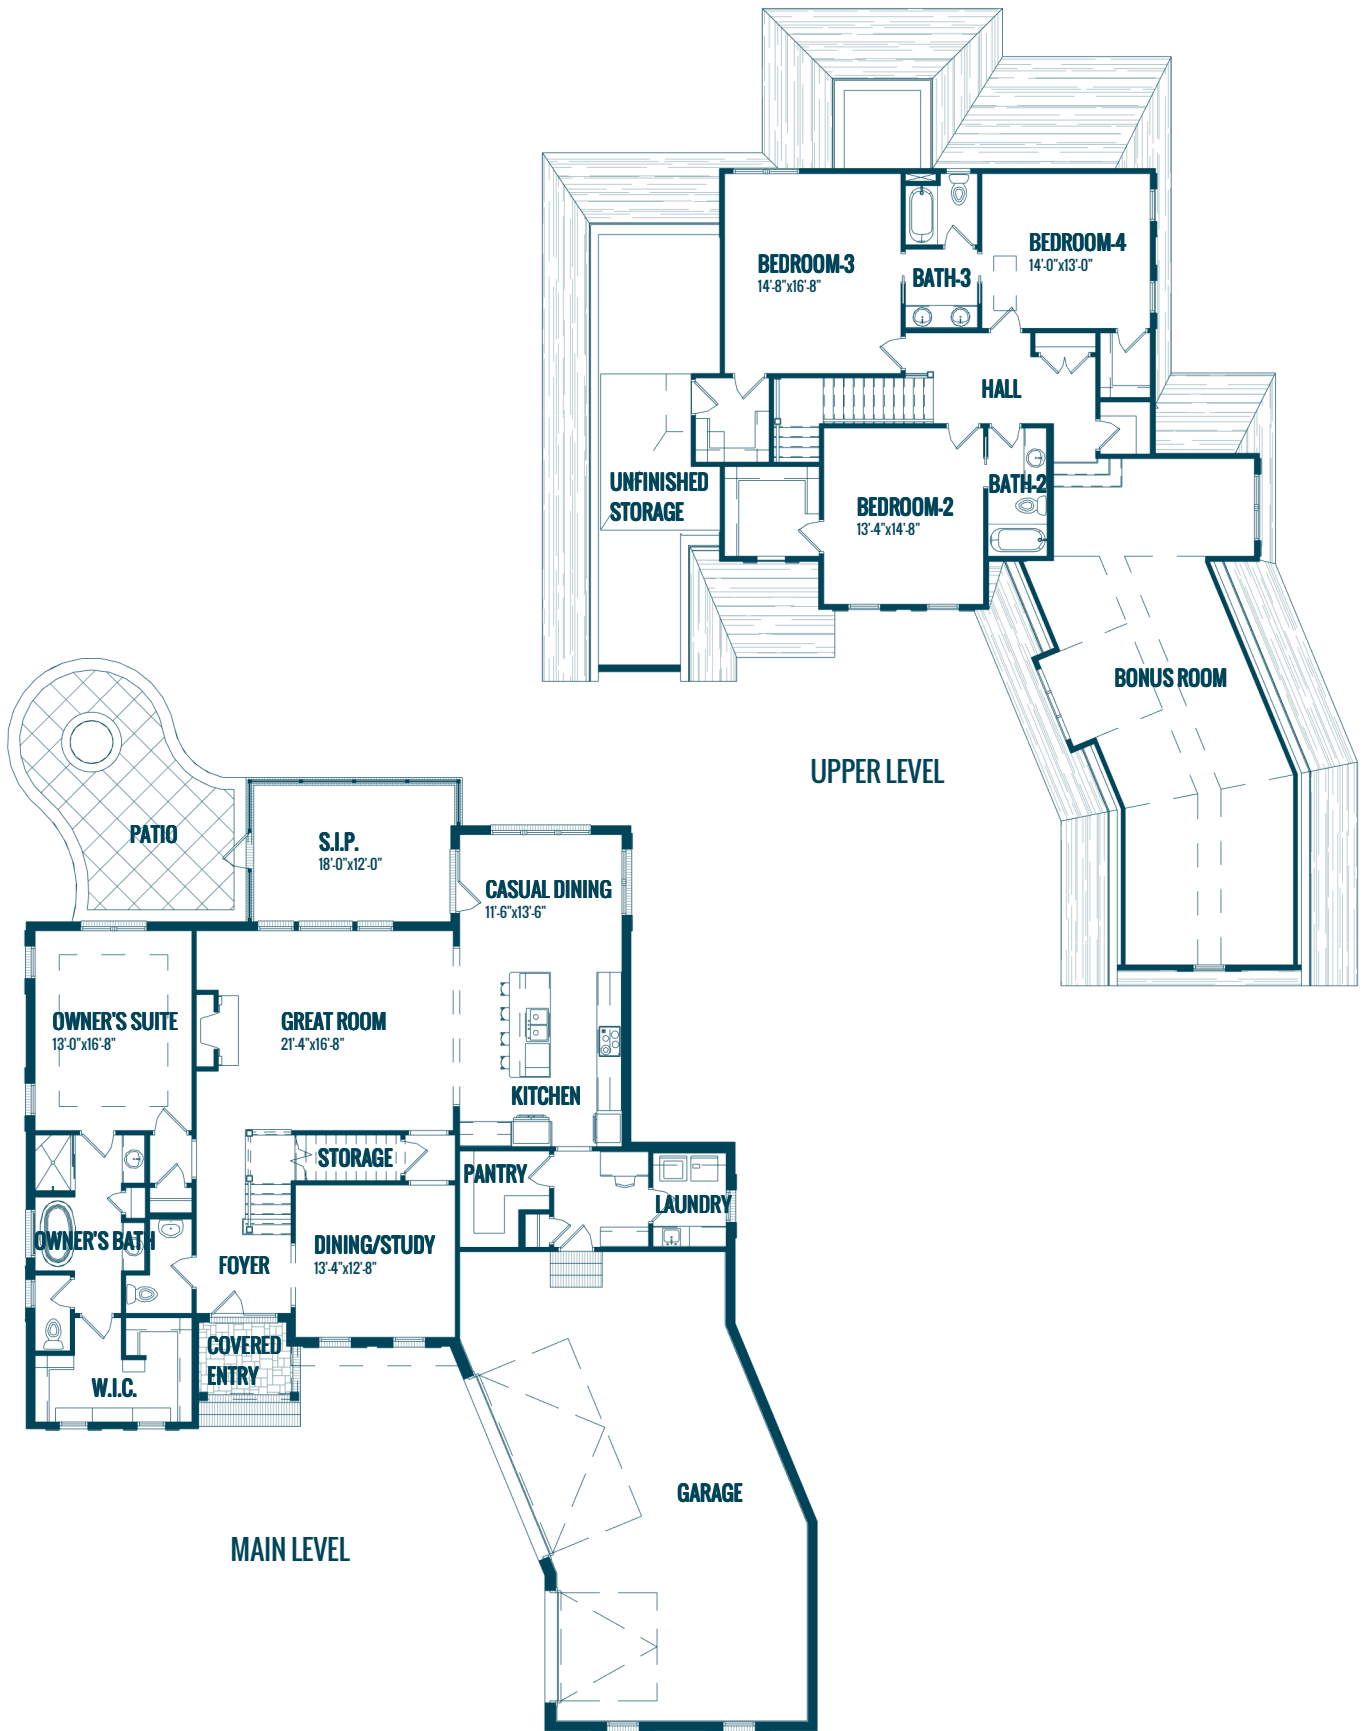 BEDROOM-4
14'-0"x13'-0"
BEDROOM-3
14'-8"x16'-8"
BATH-3
HALL
UNFINISHED
STORAGE
BEDROOM-2
13'-4"x14'-8"
BATH-2
BONUS ROOM
UPPER LEVEL
PATIO
S.I.P.
18'-0"x12'-0"
CASUAL DINING
11'-6"x13'-6"
OWNER'S SUITE
13'-0"x16'-8"
GREAT ROOM
21'-4"x16'-8"
KITCHEN
STORAGE
PANTRY
LAUNDRY
OWNER'S BATH
FOYER
DINING/STUDY
13'-4"x12'-8"
COVERED
ENTRY
W.I.C.
GARAGE
MAIN LEVEL